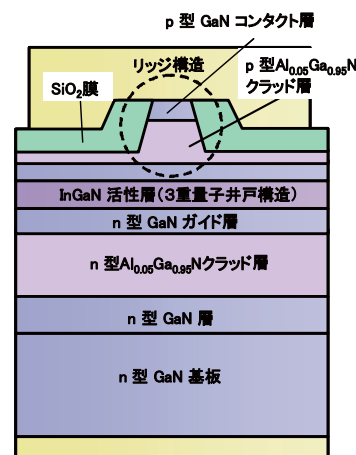 p 型 GaN コンタクト層
リッジ構造
p 型Al0.05Ga0.95N
クラッド層
SiO2膜
InGaN 活性層(3重量子井戸構造)
n 型 GaN ガイド層
n 型Al0.05Ga0.95Nクラッド層
n 型 GaN 層
n 型 GaN 基板